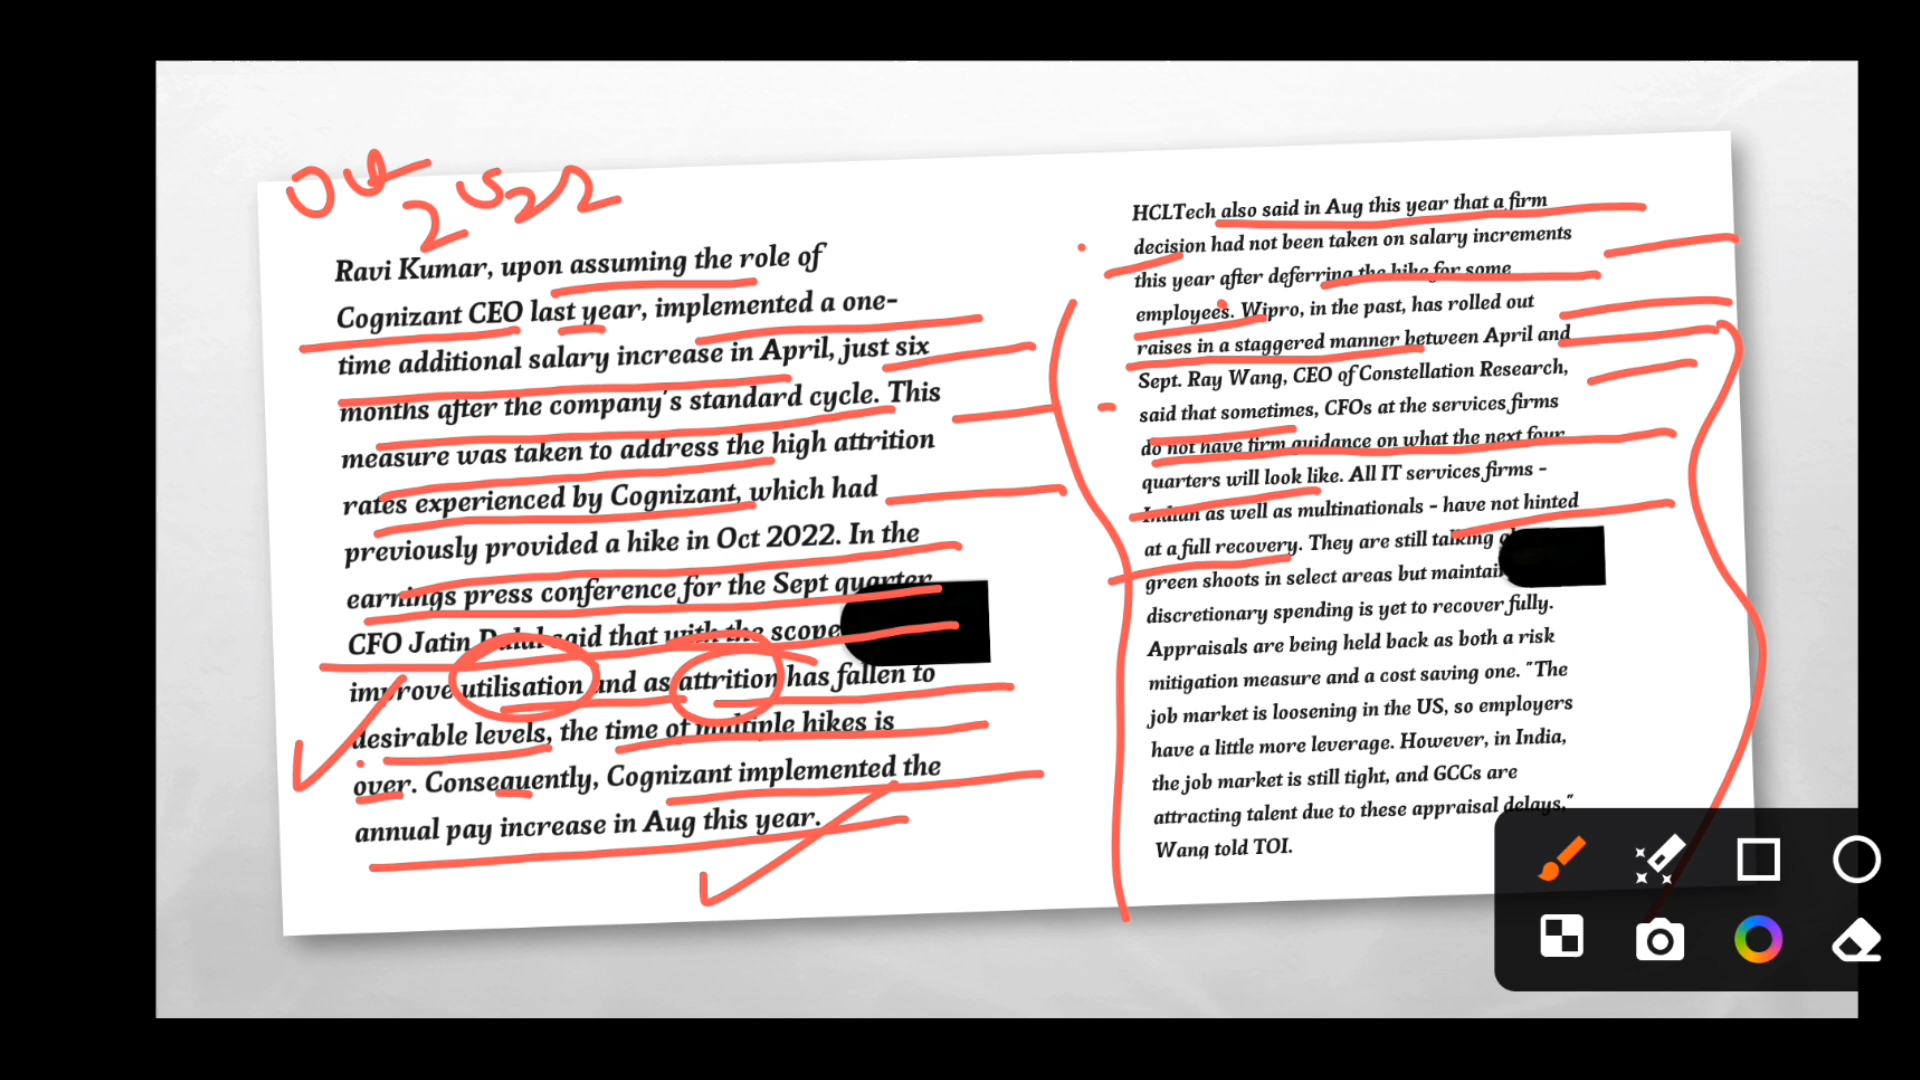 Oct
2022
Ravi Kumar, upon assuming the role of
Cognizant CEO last year, implemented a one-
time additional salary increase in April, just six
months after the company's standard cycle. This
measure was taken to address the high attrition
rates experienced by Cognizant, which had
previously provided a hike in Oct 2022. In the
earnings press conference for the Sept quarter
CFO Jatin Dalal said that with the scope
improve utilisation and as attrition has fallen to
desirable levels, the time of multiple hikes is
over. Consequently, Cognizant implemented the
annual pay increase in Aug this year.
HCLTech also said in Aug this year that a firm
decision had not been taken on salary increments
this year after deferring the hike for some
employees. Wipro, in the past, has rolled out
raises in a staggered manner between April and
Sept. Ray Wang, CEO of Constellation Research,
said that sometimes, CFOs at the services firms
do not have firm guidance on what the next four
quarters will look like. All IT services firms -
Indian as well as multinationals - have not hinted
at a full recovery. They are still talking
green shoots in select areas but maintain
discretionary spending is yet to recover fully.
Appraisals are being held back as both a risk
mitigation measure and a cost saving one. "The
job market is loosening in the US, so employers
have a little more leverage. However, in India,
the job market is still tight, and GCCs are
attracting talent due to these appraisal delays,"
Wang told TOI.